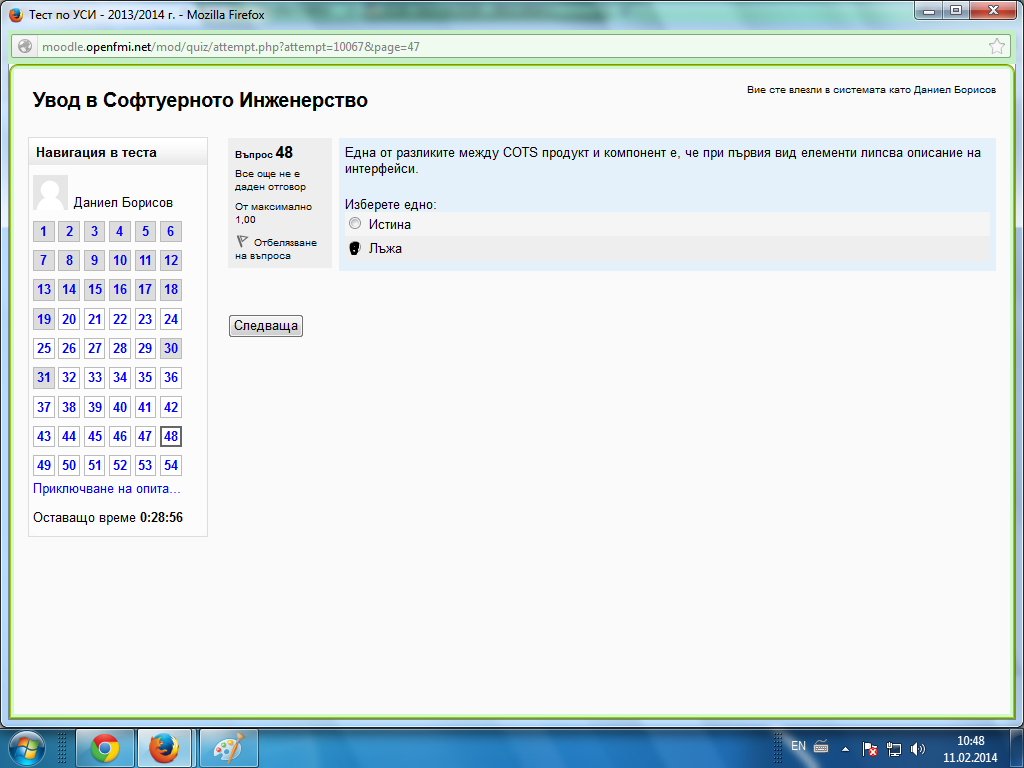 Тест по УСИ - 2013/2014 г. - Mozilla Firefox
moodle.openfmi.net/mod/quiz/attempt.php?attempt=10067&page=47
Вие сте влезли в системата като Даниел Борисов
Увод в Софтуерното Инженерство
Навигация в теста
Даниел Борисов
1 2 3 4 5 6
7 8 9 10 11 12
13 14 15 16 17 18
19 20 21 22 23 24
25 26 27 28 29 30
31 32 33 34 35 36
37 38 39 40 41 42
43 44 45 46 47 48
49 50 51 52 53 54
Приключване на опита...
Оставащо време 0:28:56
Въпрос 48
Все още не е
даден отговор
От максимално
1,00
Отбелязване
на въпроса
Една от разликите между COTS продукт и компонент е, че при първия вид елементи липсва описание на
интерфейси.
Изберете едно:
Истина
Лъжа
Следваща
EN
10:48
11.02.2014